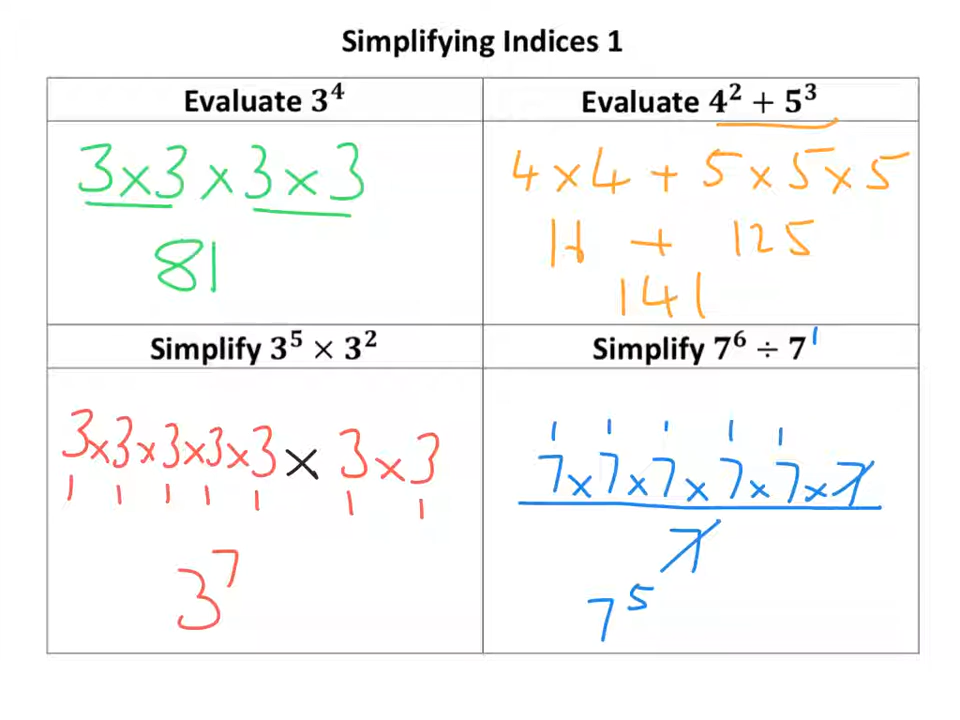 Simplifying Indices 1
Evaluate 3⁴
3×3×3×3
81
Evaluate 4² + 5³
4×4 + 5×5×5
16 + 125
141
Simplify 3⁵ × 3²
3×3×3×3×3 × 3×3
1 1 1 1 1 1 1
3⁷
Simplify 7⁶ ÷ 7¹
1 1 1 1 1
7×7×7×7×7×7
7
7⁵